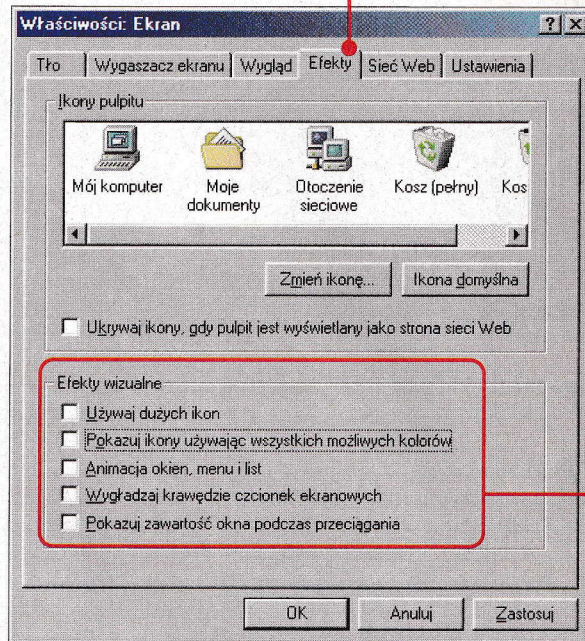 Właściwości: Ekran
Tło Wygaszacz ekranu Wygląd Efekty Sieć Web Ustawienia
Ikony pulpitu
Mój komputer Moje dokumenty Otoczenie sieciowe Kosz (pełny) Kos
Zmień ikonę... Ikona domyślna
Ukrywaj ikony, gdy pulpit jest wyświetlany jako strona sieci Web
Efekty wizualne
Używaj dużych ikon
Pokazuj ikony używając wszystkich możliwych kolorów
Animacja okien, menu i list
Wygładzaj krawędzie czcionek ekranowych
Pokazuj zawartość okna podczas przeciągania
OK Anuluj Zastosuj